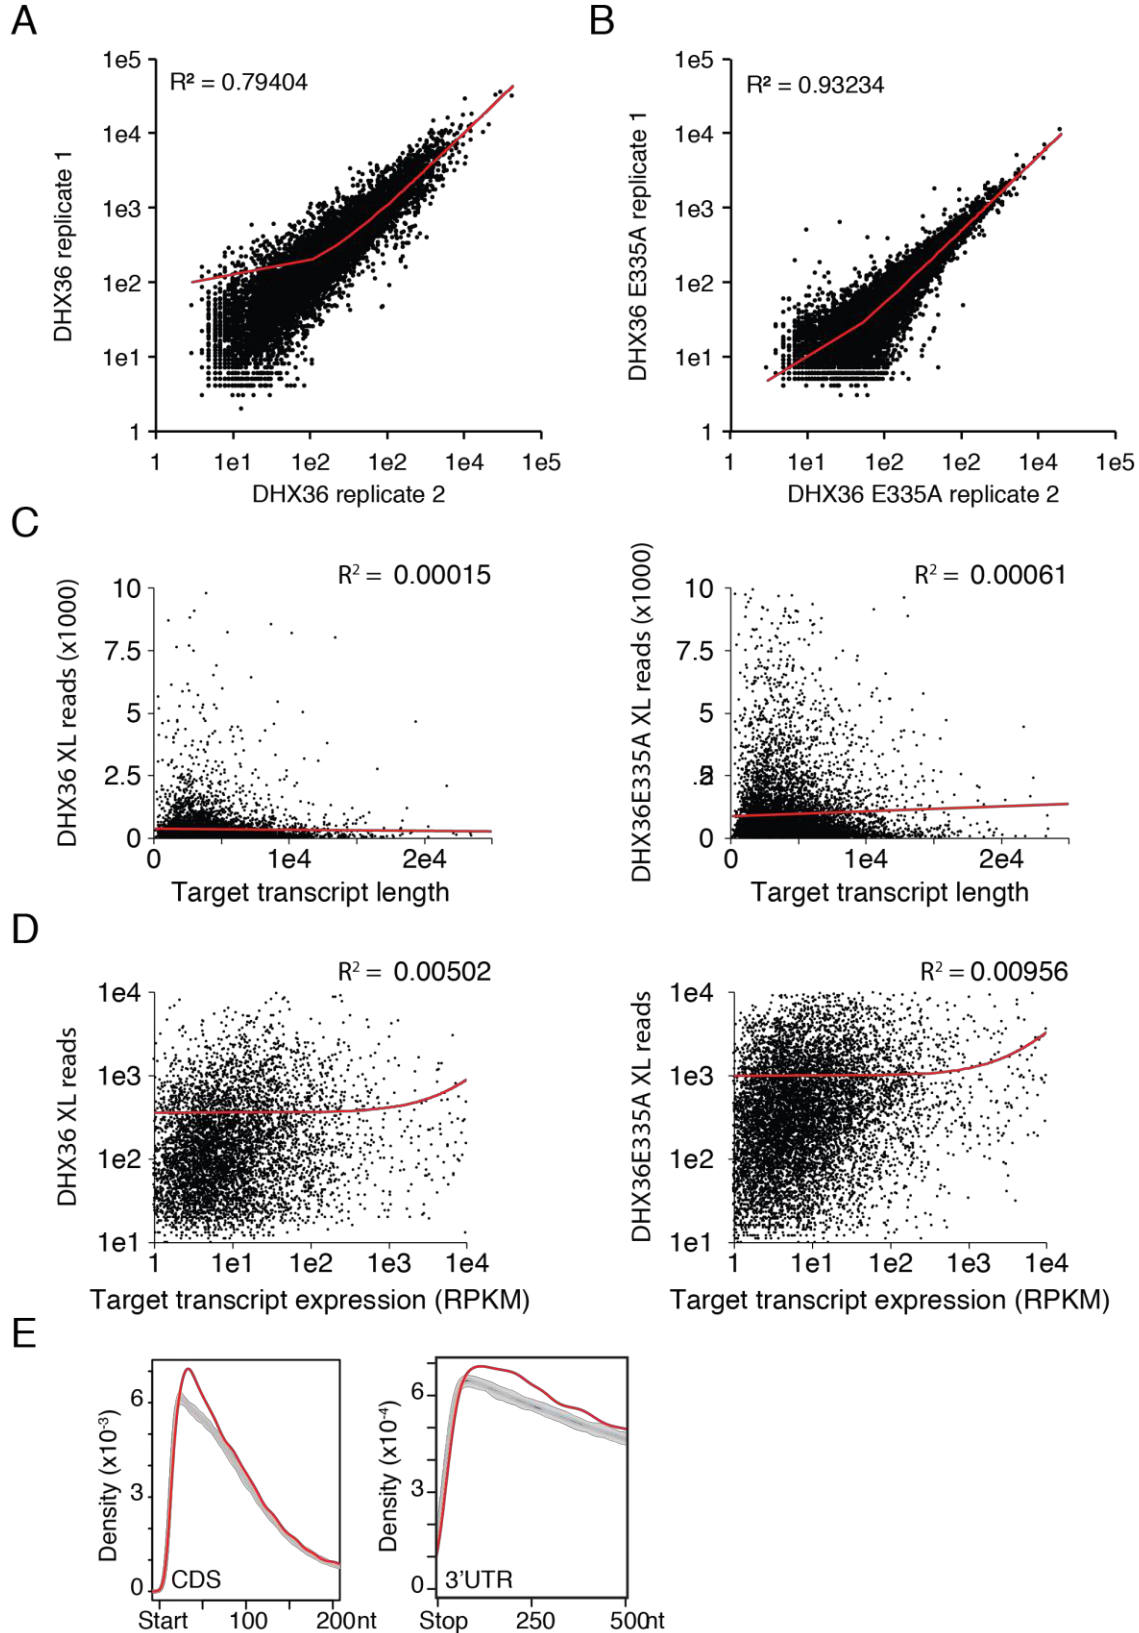 A
B
R² = 0.79404
1e5
1e4
1e3
1e2
1e1
1
1
1e1
1e2
1e2
1e4
1e5
DHX36 replicate 1
DHX36 replicate 2
R² = 0.93234
1e5
1e4
1e3
1e2
1e1
1
1
1e1
1e2
1e2
1e4
1e5
DHX36 E335A replicate 1
DHX36 E335A replicate 2
C
R² = 0.00015
10
7.5
5
2.5
0
0
1e4
2e4
DHX36 XL reads (x1000)
Target transcript length
R² = 0.00061
10
7.5
5
0
0
1e4
2e4
DHX36E335A XL reads (x1000)
Target transcript length
D
R² = 0.00502
1e4
1e3
1e2
1e1
1
1e1
1e2
1e3
1e4
DHX36 XL reads
Target transcript expression (RPKM)
R² = 0.00956
1e4
1e3
1e2
1e1
1
1e1
1e2
1e3
1e4
DHX36E335A XL reads
Target transcript expression (RPKM)
E
6
3
0
Density (x10⁻³)
CDS
Start
100
200nt
6
3
0
Density (x10⁻⁴)
3'UTR
Stop
250
500nt